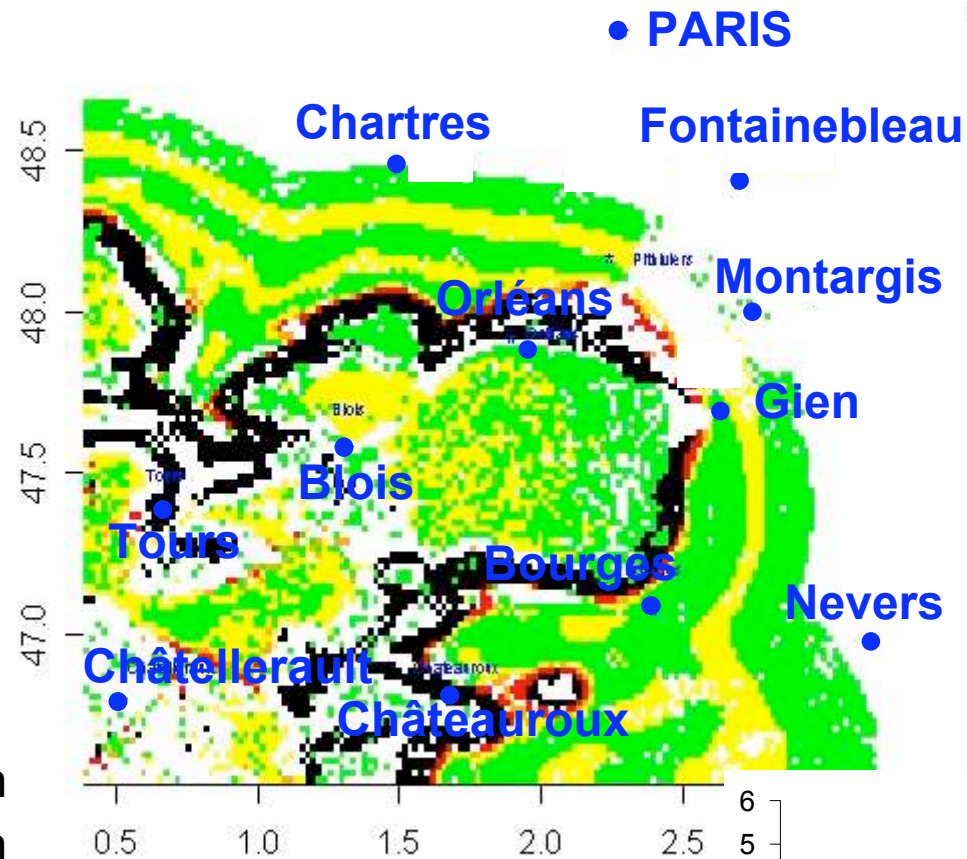 PARIS
Chartres
Fontainebleau
48.5
Pithiviers
Montargis
Orléans
48.0
Gien
Blois
Blois
47.5
Tours
Tours
Bourges
Nevers
47.0
Châtellerault
Châteauroux
Châteauroux
n
6
n
0.5 1.0 1.5 2.0 2.5 5